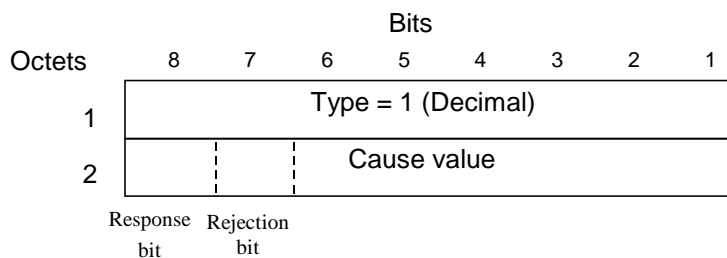 Bits
Octets 8 7 6 5 4 3 2 1
1 Type = 1 (Decimal)
2 Cause value
Response bit
Rejection bit